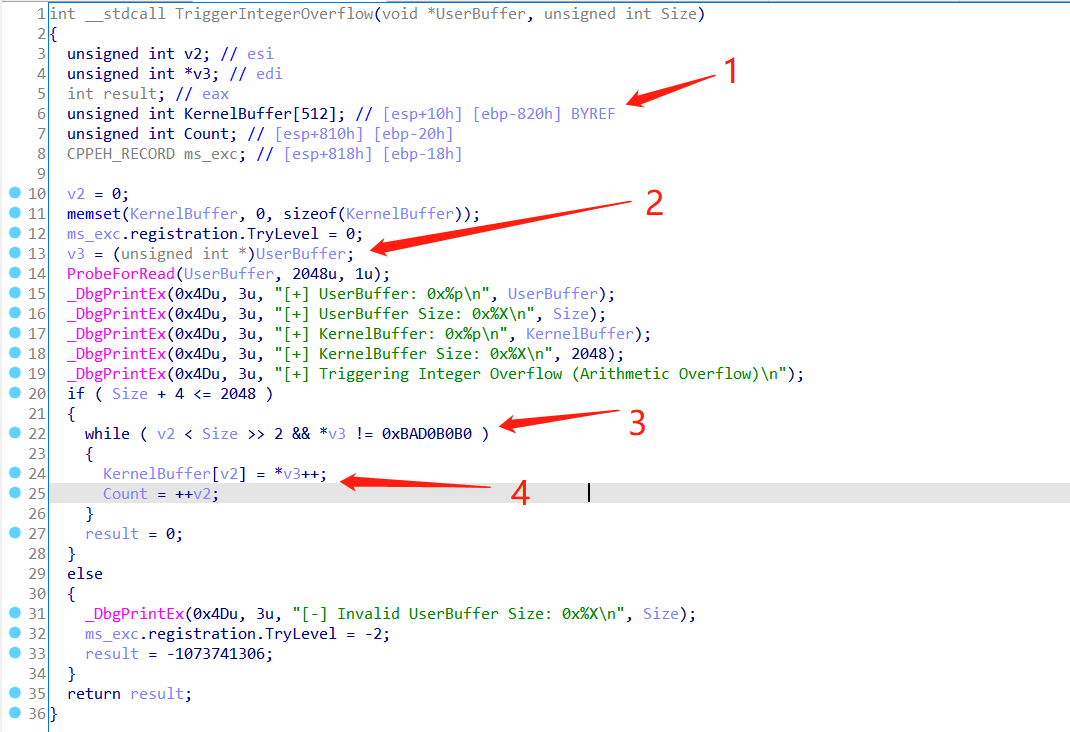 1 int __stdcall TriggerIntegerOverflow(void *UserBuffer, unsigned int Size)
2 {
3   unsigned int v2; // esi
4   unsigned int *v3; // edi
5   int result; // eax
1
6   unsigned int KernelBuffer[512]; // [esp+10h] [ebp-820h] BYREF
7   unsigned int Count; // [esp+810h] [ebp-20h]
8   CPPEH_RECORD ms_exc; // [esp+818h] [ebp-18h]
9
10   v2 = 0;
2
11   memset(KernelBuffer, 0, sizeof(KernelBuffer));
12   ms_exc.registration.TryLevel = 0;
13   v3 = (unsigned int *)UserBuffer;
14   ProbeForRead(UserBuffer, 2048u, 1u);
15   _DbgPrintEx(0x4Du, 3u, "[+] UserBuffer: 0x%p\n", UserBuffer);
16   _DbgPrintEx(0x4Du, 3u, "[+] UserBuffer Size: 0x%X\n", Size);
17   _DbgPrintEx(0x4Du, 3u, "[+] KernelBuffer: 0x%p\n", KernelBuffer);
18   _DbgPrintEx(0x4Du, 3u, "[+] KernelBuffer Size: 0x%X\n", 2048);
19   _DbgPrintEx(0x4Du, 3u, "[+] Triggering Integer Overflow (Arithmetic Overflow)\n");
20   if ( Size + 4 <= 2048 )
21   {
3
22     while ( v2 < Size >> 2 && *v3 != 0xBAD0B0B0 )
23     {
24       KernelBuffer[v2] = *v3++;
4
25       Count = ++v2;
26     }
27     result = 0;
28   }
29   else
30   {
31     _DbgPrintEx(0x4Du, 3u, "[-] Invalid UserBuffer Size: 0x%X\n", Size);
32     ms_exc.registration.TryLevel = -2;
33     result = -1073741306;
34   }
35   return result;
36 }